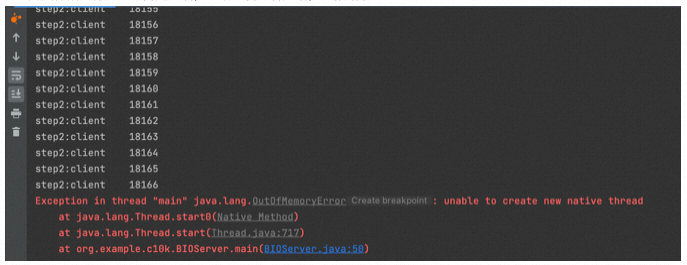 step2:client 18155
step2:client 18156
step2:client 18157
step2:client 18158
step2:client 18159
step2:client 18160
step2:client 18161
step2:client 18162
step2:client 18163
step2:client 18164
step2:client 18165
step2:client 18166
Exception in thread "main" java.lang.OutOfMemoryError Create breakpoint : unable to create new native thread
at java.lang.Thread.start0(Native Method)
at java.lang.Thread.start(Thread.java:717)
at org.example.c10k.BIOServer.main(BIOServer.java:50)